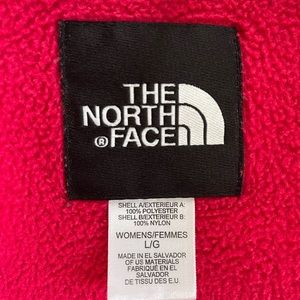 THE
NORTH
® FACE
SHELL A/EXTERIEUR A:
100% POLYESTER
SHELL B/EXTERIEUR B:
100% NYLON
WOMENS/FEMMES
L/G
MADE IN EL SALVADOR
OF US MATERIALS
FABRIQUÉ EN EL
SALVADOR
DE TISSU DES E.U.